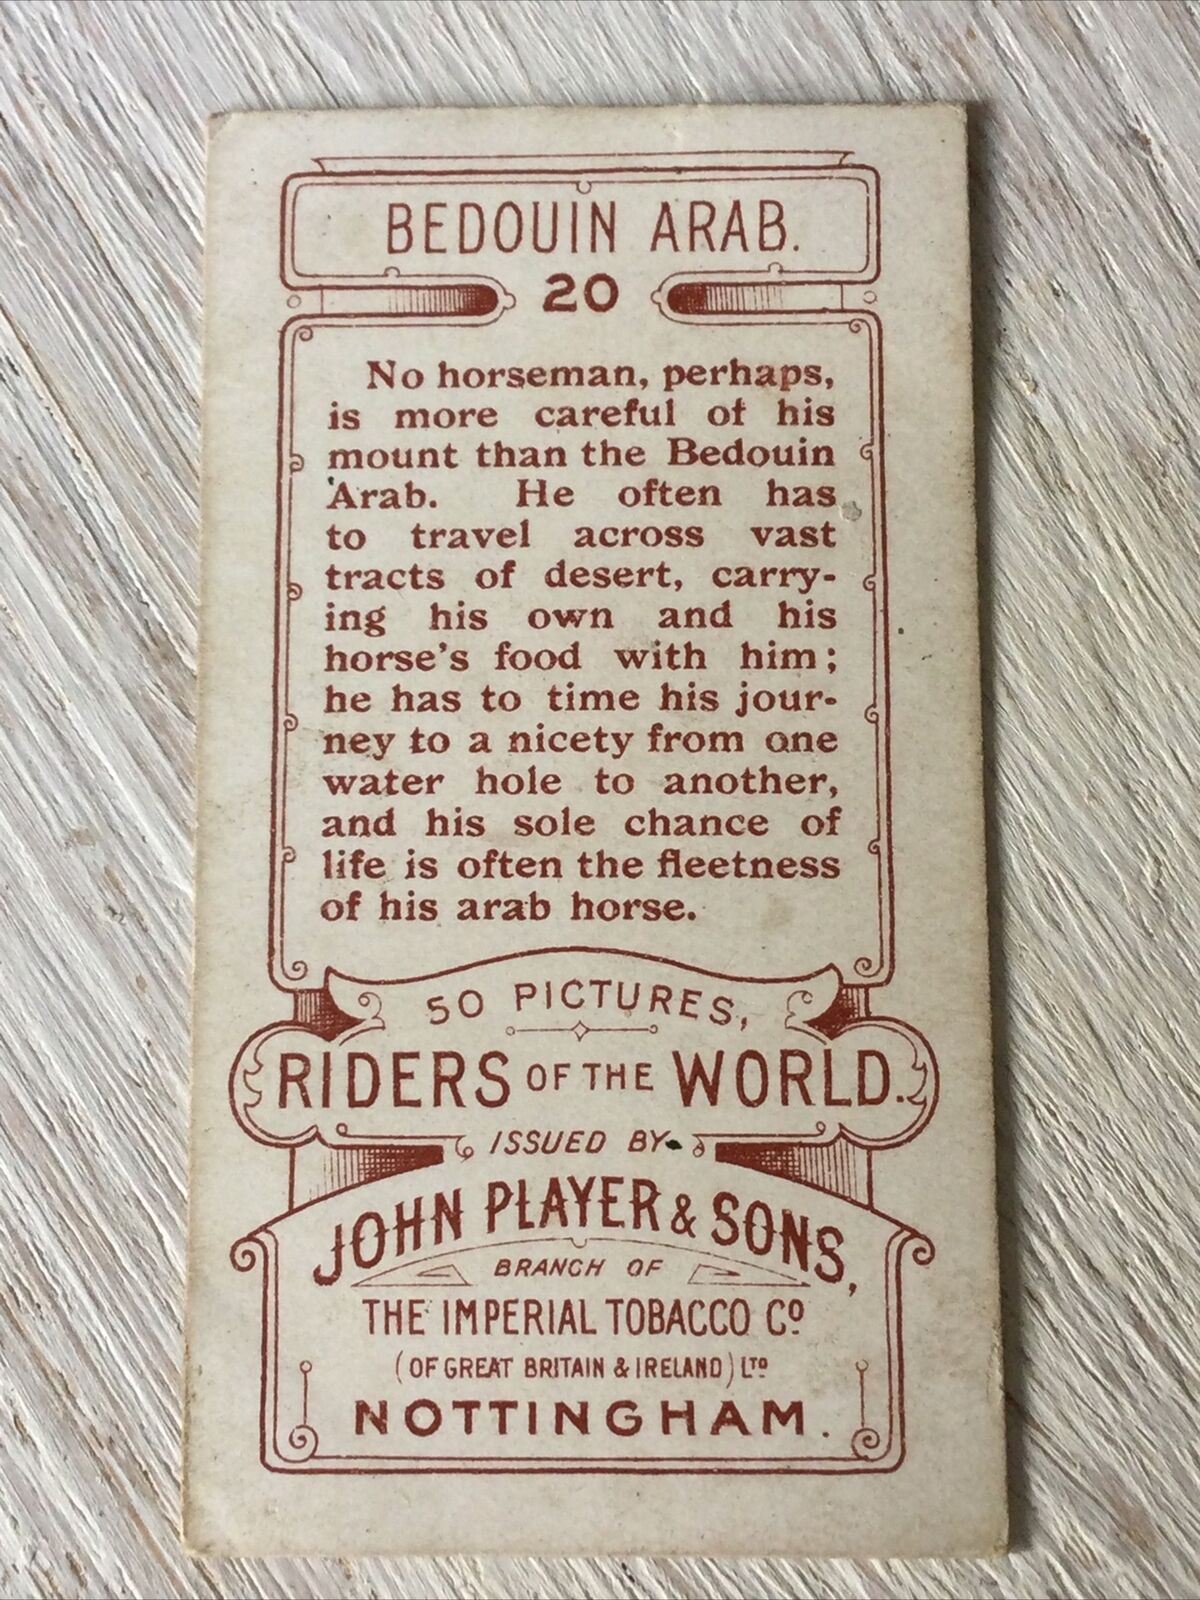 BEDOUIN ARAB.
20
No horseman, perhaps,
is more careful of his
mount than the Bedouin
Arab. He often has
to travel across vast
tracts of desert, carry-
ing his own and his
horse's food with him;
he has to time his jour-
ney to a nicety from one
water hole to another,
and his sole chance of
life is often the fleetness
of his arab horse.
50 PICTURES,
RIDERS OF THE WORLD.
ISSUED BY
JOHN PLAYER & SONS,
BRANCH OF
THE IMPERIAL TOBACCO Cº
(OF GREAT BRITAIN & IRELAND) LTD
NOTTINGHAM.